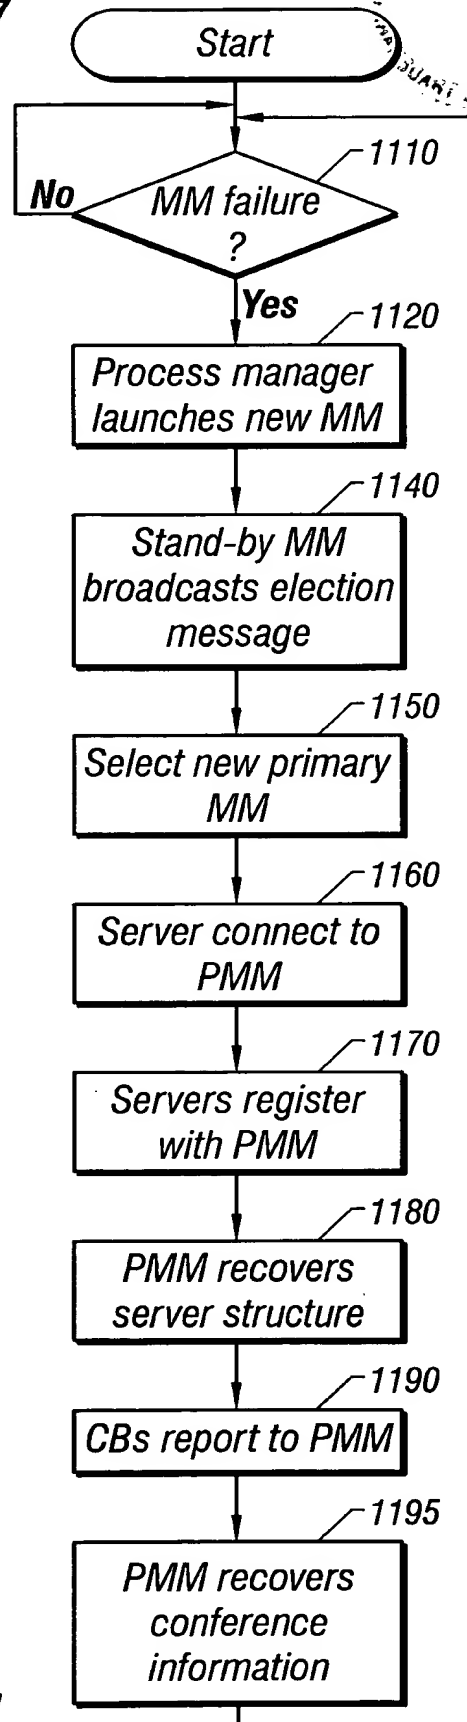 Start
1110
MM failure
?
No
Yes
1120
Process manager
launches new MM
1140
Stand-by MM
broadcasts election
message
1150
Select new primary
MM
1160
Server connect to
PMM
1170
Servers register
with PMM
1180
PMM recovers
server structure
1190
CBs report to PMM
1195
PMM recovers
conference
information